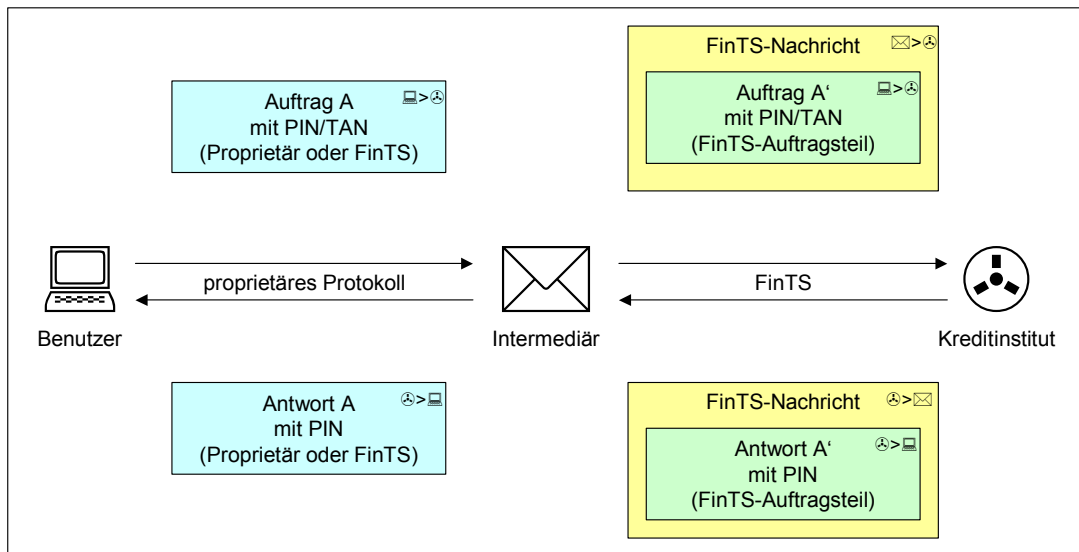 FinTS-Nachricht
>
Auftrag A
mit PIN/TAN
(Proprietär oder FinTS)
>
Auftrag A‘
mit PIN/TAN
(FinTS-Auftragsteil)
>
proprietäres Protokoll
FinTS
Benutzer
Intermediär
Kreditinstitut
Antwort A
mit PIN
(Proprietär oder FinTS)
>
FinTS-Nachricht
>
Antwort A‘
mit PIN
(FinTS-Auftragsteil)
>